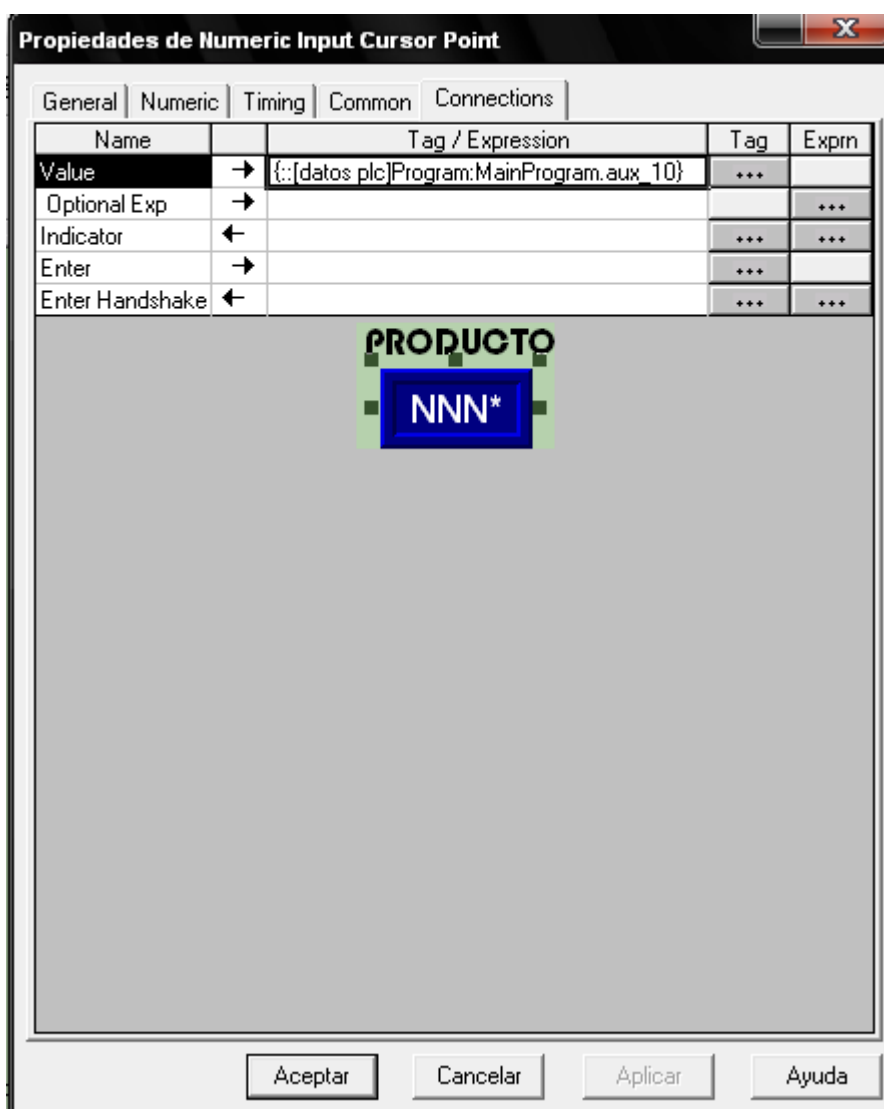 Propiedades de Numeric Input Cursor Point
General Numeric Timing Common Connections
Name Tag / Expression Tag Exprn
Value {::[datos plc]Program:MainProgram.aux_10} ...
Optional Exp ...
Indicator ... ...
Enter ...
Enter Handshake ... ...
PRODUCTO
NNN*
Aceptar Cancelar Aplicar Ayuda